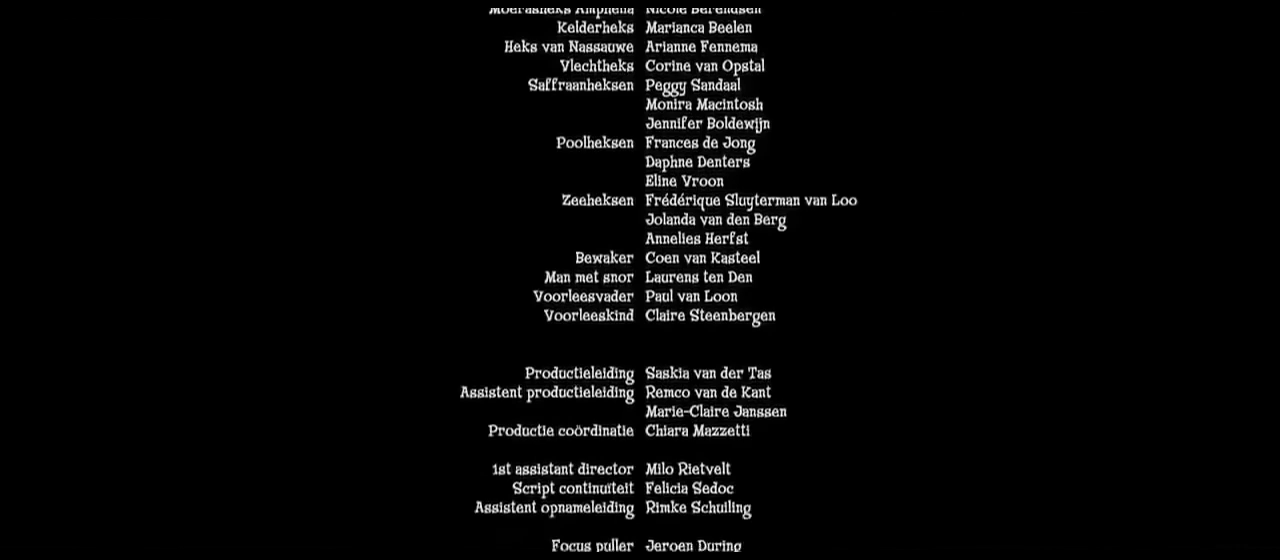 Moerasheks Amphelia Nicole Berendsen
Kelderheks Marianca Beelen
Heks van Nassauwe Arianne Fennema
Vlechtheks Corine van Opstal
Saffraanheksen Peggy Sandaal
Monira Macintosh
Jennifer Boldewijn
Poolheksen Frances de Jong
Daphne Denters
Eline Vroon
Zeeheksen Frédérique Sluyterman van Loo
Jolanda van den Berg
Annelies Herfst
Bewaker Coen van Kasteel
Man met snor Laurens ten Den
Voorleesvader Paul van Loon
Voorleeskind Claire Steenbergen
Productieleiding Saskia van der Tas
Assistent productieleiding Remco van de Kant
Marie-Claire Janssen
Productie coördinatie Chiara Mazzetti
1st assistant director Milo Rietvelt
Script continuïteit Felicia Sedoc
Assistent opnameleiding Rimke Schuiling
Focus puller Jeroen During